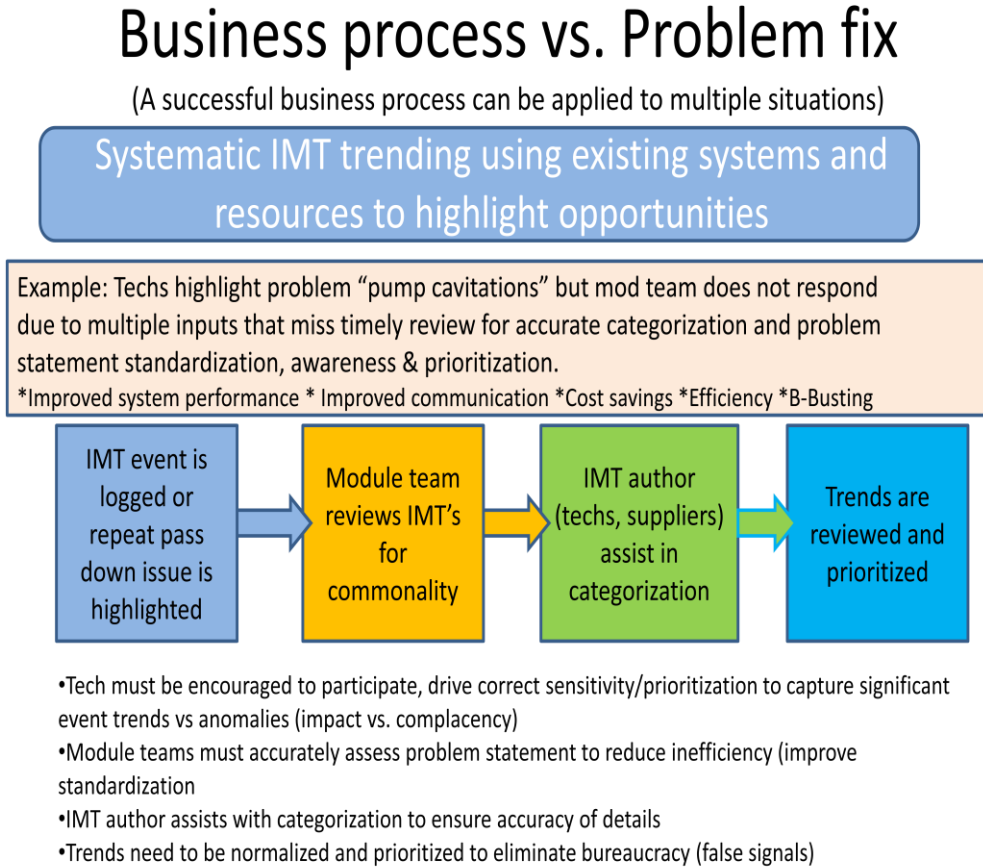 Business process vs. Problem fix
(A successful business process can be applied to multiple situations)
Systematic IMT trending using existing systems and
resources to highlight opportunities
Example: Techs highlight problem “pump cavitations” but mod team does not respond
due to multiple inputs that miss timely review for accurate categorization and problem
statement standardization, awareness & prioritization.
*Improved system performance * Improved communication *Cost savings *Efficiency *B-Busting
IMT event is
logged or
repeat pass
down issue is
highlighted
Module team
reviews IMT’s
for
commonality
IMT author
(techs, suppliers)
assist in
categorization
Trends are
reviewed and
prioritized
•Tech must be encouraged to participate, drive correct sensitivity/prioritization to capture significant
event trends vs anomalies (impact vs. complacency)
•Module teams must accurately assess problem statement to reduce inefficiency (improve
standardization
•IMT author assists with categorization to ensure accuracy of details
•Trends need to be normalized and prioritized to eliminate bureaucracy (false signals)